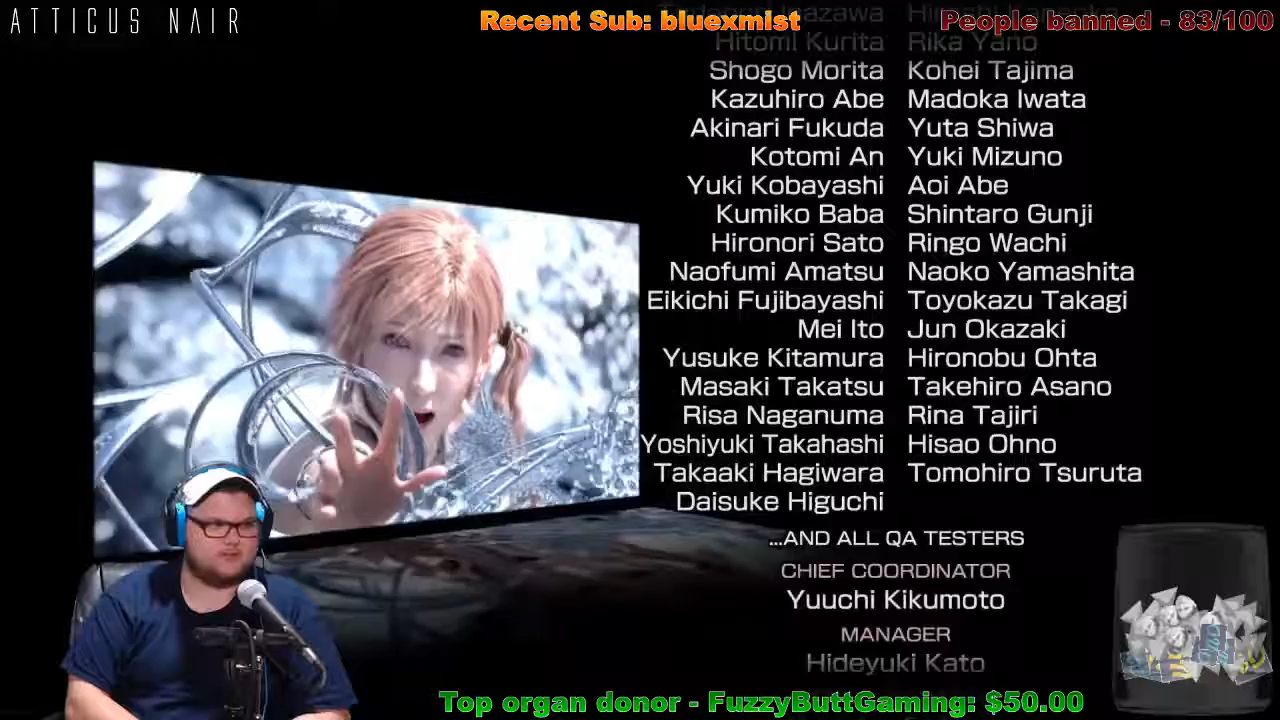 ATTICUS NAIR
Recent Sub: bluexmist
People banned - 83/100
Hitomi Kurita Rika Yano
Shogo Morita Kohei Tajima
Kazuhiro Abe Madoka Iwata
Akinari Fukuda Yuta Shiwa
Kotomi An Yuki Mizuno
Yuki Kobayashi Aoi Abe
Kumiko Baba Shintaro Gunji
Hironori Sato Ringo Wachi
Naofumi Amatsu Naoko Yamashita
Eikichi Fujibayashi Toyokazu Takagi
Mei Ito Jun Okazaki
Yusuke Kitamura Hironobu Ohta
Masaki Takatsu Takehiro Asano
Risa Naganuma Rina Tajiri
Yoshiyuki Takahashi Hisao Ohno
Takaaki Hagiwara Tomohiro Tsuruta
Daisuke Higuchi
...AND ALL QA TESTERS
CHIEF COORDINATOR
Yuuchi Kikumoto
MANAGER
Hideyuki Kato
Top organ donor - FuzzyButtGaming: $50.00